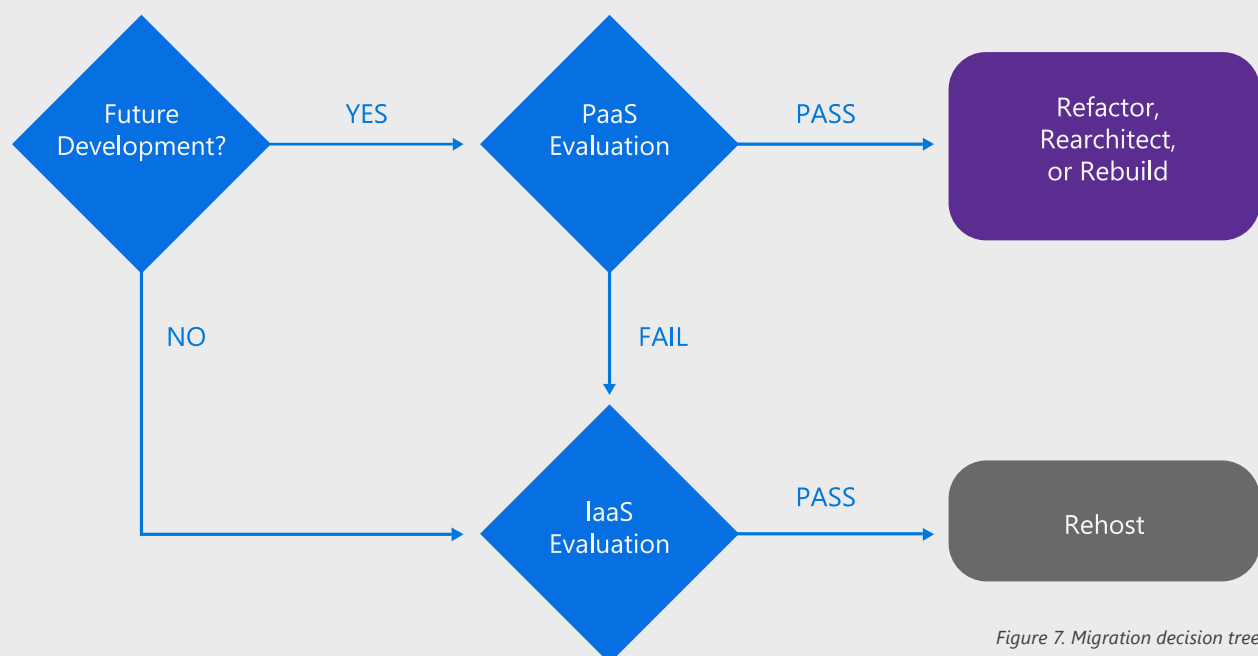 Future
Development?
YES
PaaS
Evaluation
PASS
Refactor,
Rearchitect,
or Rebuild
NO
FAIL
IaaS
Evaluation
PASS
Rehost
Figure 7. Migration decision tree